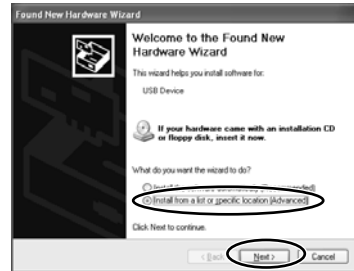 Found New Hardware Wizard
Welcome to the Found New
Hardware Wizard
This wizard helps you install software for:
USB Device
If your hardware came with an installation CD
or floppy disk, insert it now.
What do you want the wizard to do?
Install from a list or specific location (Advanced)
Click Next to continue.
< Back
Next >
Cancel